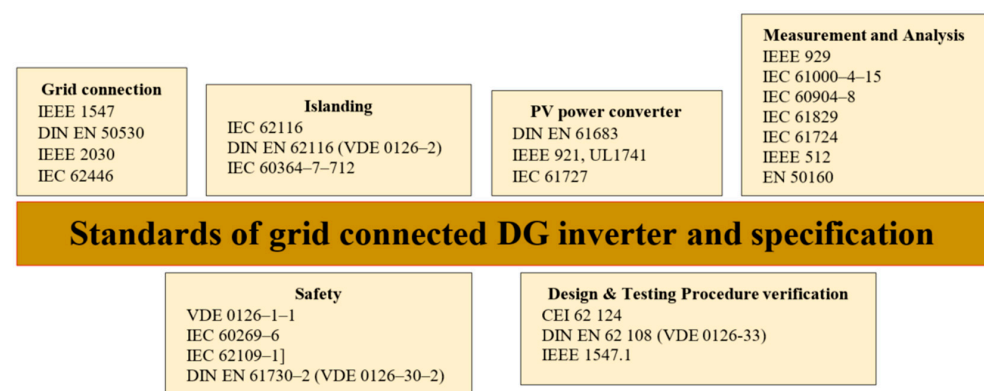 Grid connection
IEEE 1547
DIN EN 50530
IEEE 2030
IEC 62446
Islanding
IEC 62116
DIN EN 62116 (VDE 0126–2)
IEC 60364–7–712
PV power converter
DIN EN 61683
IEEE 921, UL1741
IEC 61727
Measurement and Analysis
IEEE 929
IEC 61000–4–15
IEC 60904–8
IEC 61829
IEC 61724
IEEE 512
EN 50160
Standards of grid connected DG inverter and specification
Safety
VDE 0126–1–1
IEC 60269–6
IEC 62109–1]
DIN EN 61730–2 (VDE 0126–30–2)
Design & Testing Procedure verification
CEI 62 124
DIN EN 62 108 (VDE 0126-33)
IEEE 1547.1